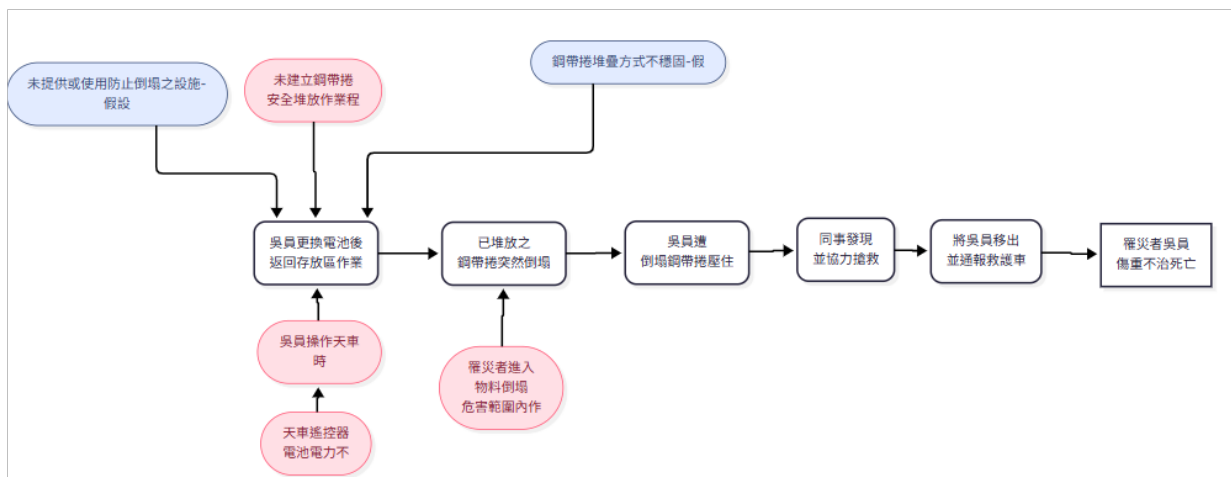 未提供或使用防止倒塌之設施-
假設
未建立鋼帶捲
安全堆放作業程
鋼帶捲堆疊方式不穩固-假
吳員更換電池後
返回存放區作業
已堆放之
鋼帶捲突然倒塌
吳員遭
倒塌鋼帶捲壓住
同事發現
並協力搶救
將吳員移出
並通報救護車
罹災者吳員
傷重不治死亡
吳員操作天車
時
罹災者進入
物料倒塌
危害範圍內作
天車遙控器
電池電力不